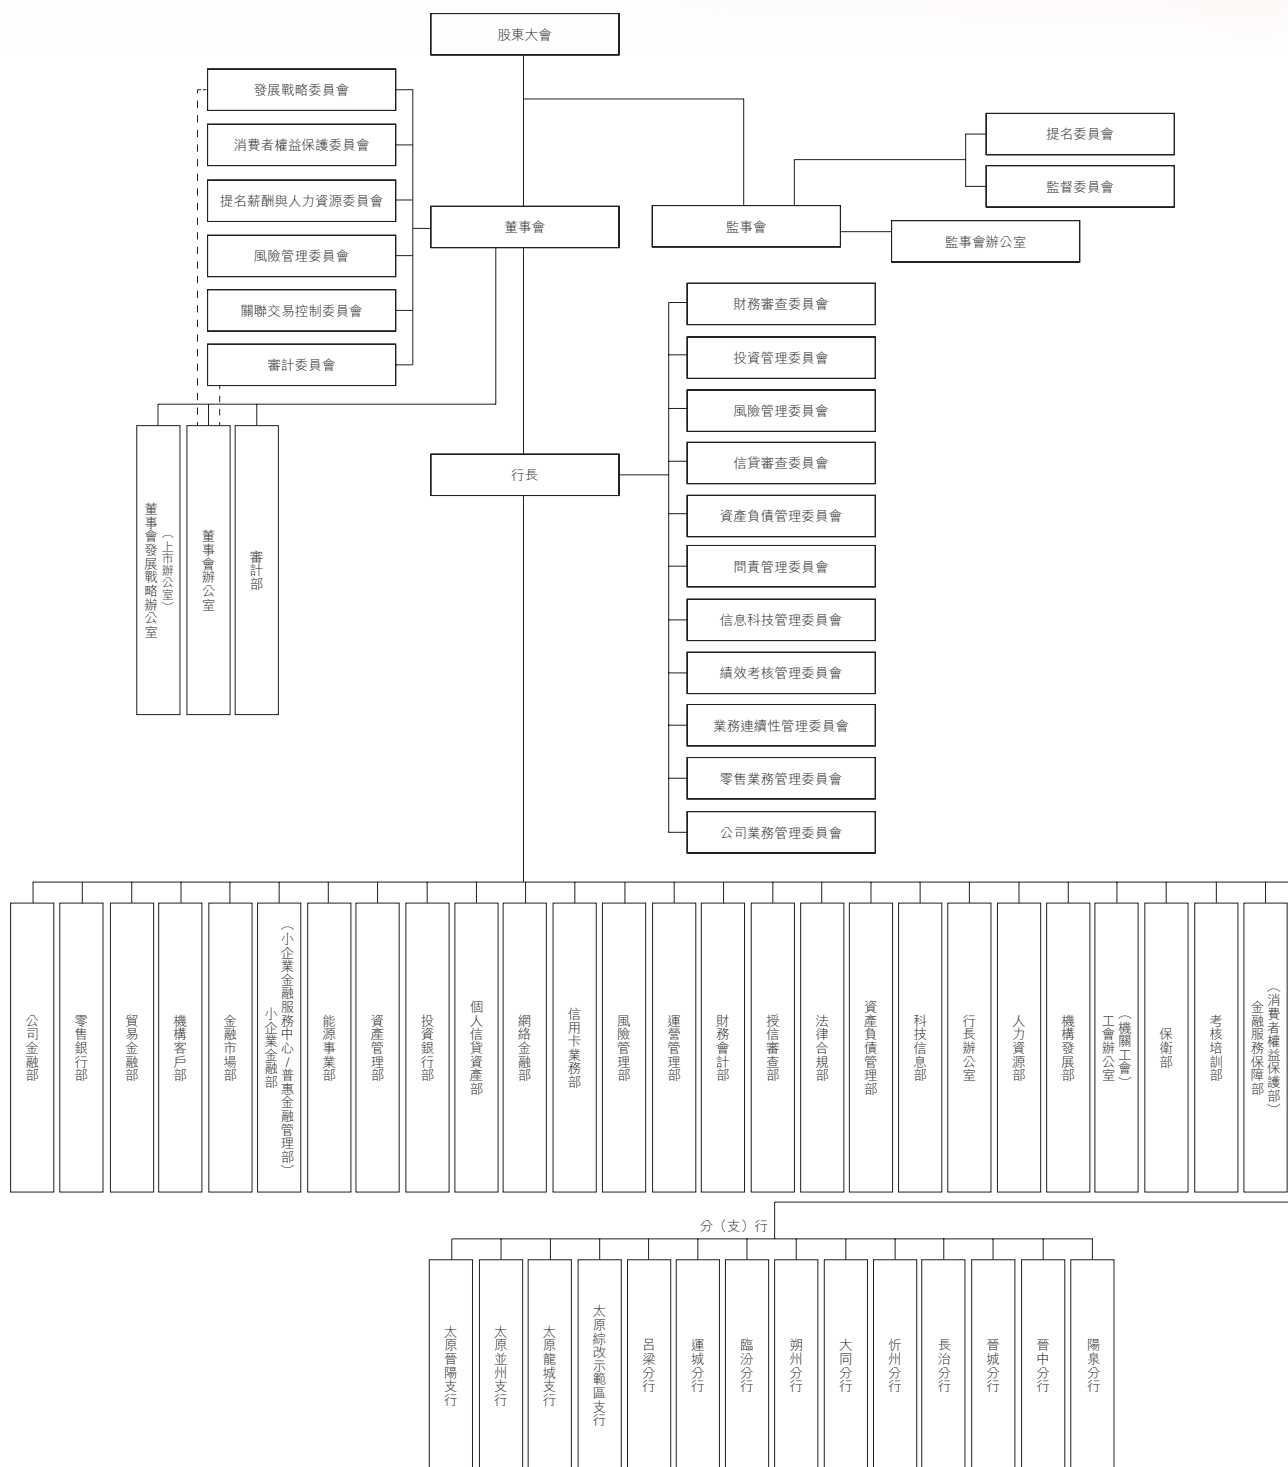 股東大會
發展戰略委員會
消費者權益保護委員會
提名薪酬與人力資源委員會
風險管理委員會
關聯交易控制委員會
審計委員會
董事會
監事會
提名委員會
監督委員會
監事會辦公室
財務審查委員會
投資管理委員會
風險管理委員會
信貸審查委員會
資產負債管理委員會
問責管理委員會
信息科技管理委員會
績效考核管理委員會
業務連續性管理委員會
零售業務管理委員會
公司業務管理委員會
行長
董事會發展戰略辦公室
（上市辦公室）
董事會辦公室
審計部
公司金融部
零售銀行部
貿易金融部
機構客戶部
金融市場部
小企業金融部
（小企業金融服務中心/普惠金融管理部）
能源事業部
資產管理部
投資銀行部
個人信貸資產部
網絡金融部
信用卡業務部
風險管理部
運營管理部
財務會計部
授信審查部
法律合規部
資產負債管理部
科技信息部
行長辦公室
人力資源部
機構發展部
工會辦公室
（機關工會）
保衛部
考核培訓部
金融服務保障部
（消費者權益保護部）
分（支）行
太原晉陽支行
太原並州支行
太原龍城支行
太原綜改示範區支行
呂梁分行
運城分行
臨汾分行
朔州分行
大同分行
忻州分行
長治分行
晉城分行
晉中分行
陽泉分行